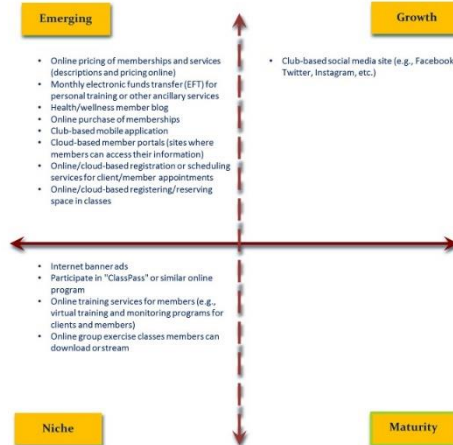 Emerging
Growth
• Online pricing of memberships and services
(descriptions and pricing online)
• Monthly electronic funds transfer (EFT) for
personal training or other ancillary services
• Health/wellness member blog
• Online purchase of memberships
• Club-based mobile application
• Cloud-based member portals (sites where
members can access their information)
• Online/cloud-based registration or scheduling
services for client/member appointments
• Online/cloud-based registering/reserving
space in classes
• Club-based social media site (e.g., Facebook
Twitter, Instagram, etc.)
• Internet banner ads
• Participate in "ClassPass" or similar online
program
• Online training services for members (e.g.,
virtual training and monitoring programs for
clients and members)
• Online group exercise classes members can
download or stream
Niche
Maturity